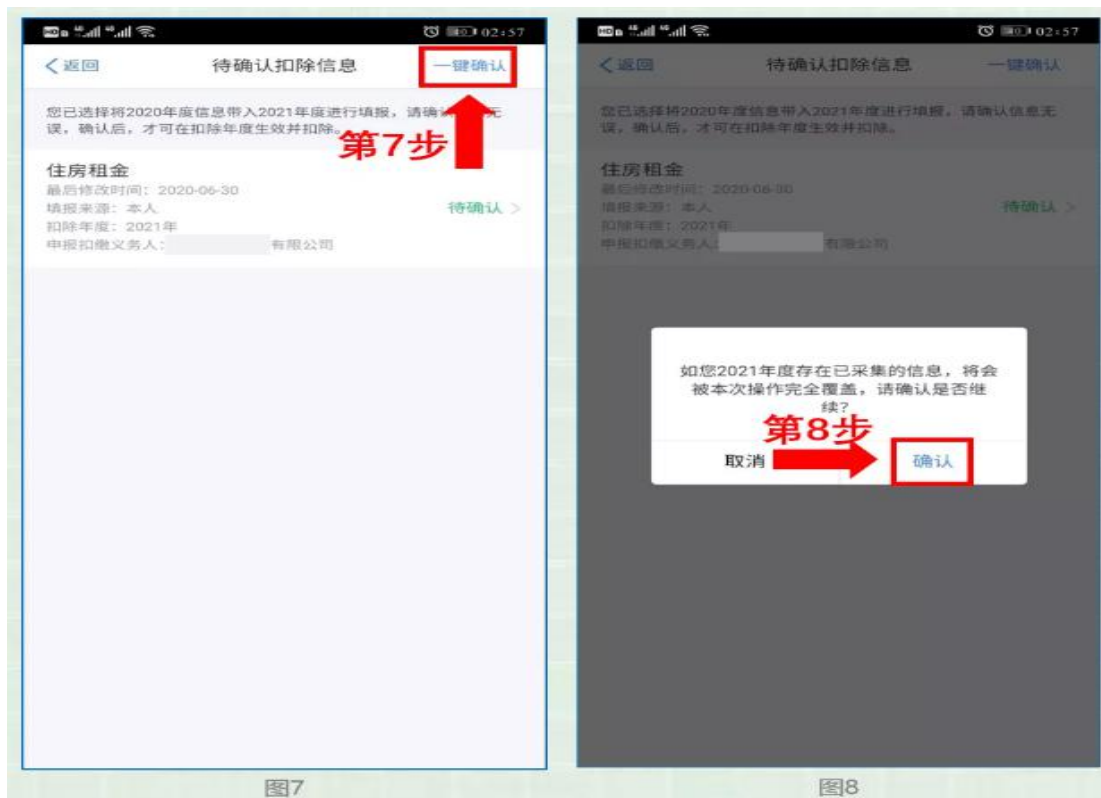 02:57
返回
待确认扣除信息
一键确认
您已选择将2020年度信息带入2021年度进行填报，请确
无
误，确认后，才可在扣除年度生效并扣除。
第7步
住房租金
最后修改时间：2020-06-30
填报来源：本人
待确认 >
扣除年度：2021年
申报扣缴义务人：
有限公司
图7
02:57
返回
待确认扣除信息
一键确认
您已选择将2020年度信息带入2021年度进行填报，请确认信息无
误，确认后，才可在扣除年度生效并扣除。
住房租金
最后修改时间：2020-06-30
填报来源：本人
待确认 >
扣除年度：2021年
申报扣缴义务人：
有限公司
如您2021年度存在已采集的信息，将会
被本次操作完全覆盖，请确认是否继
续？
第8步
取消
确认
图8